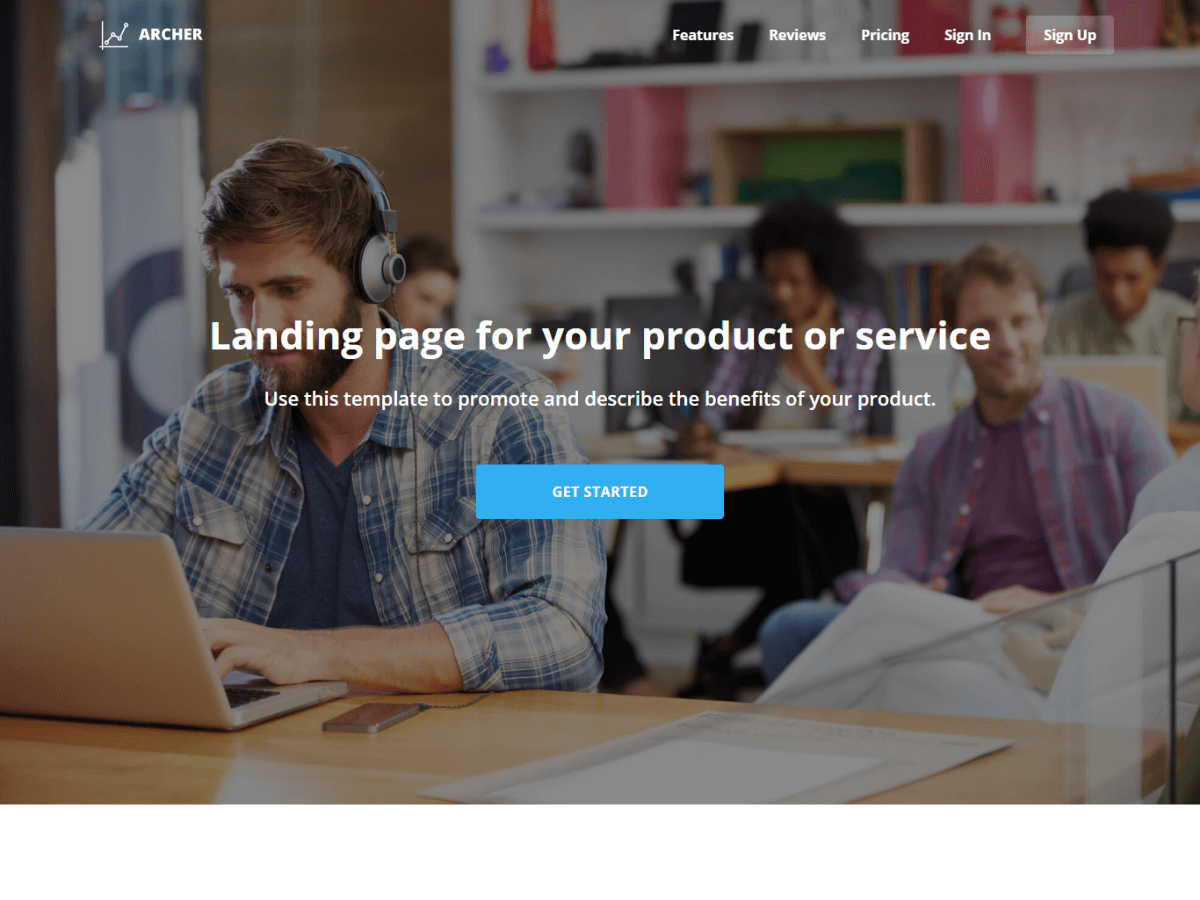 ARCHER
Features
Reviews
Pricing
Sign In
Sign Up
Landing page for your product or service
Use this template to promote and describe the benefits of your product.
GET STARTED